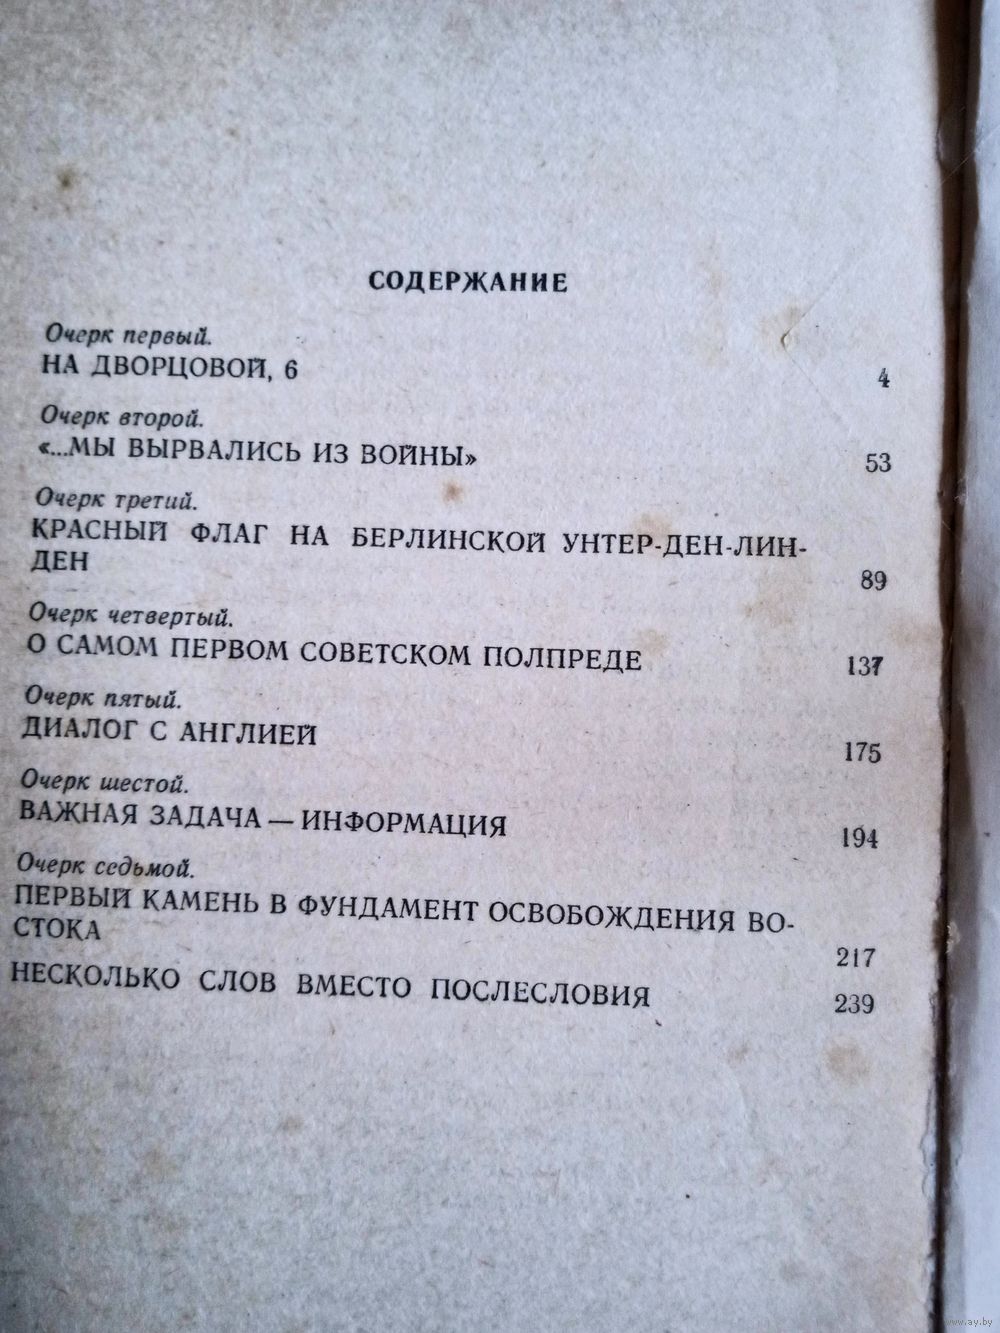 СОДЕРЖАНИЕ
Очерк первый.
НА ДВОРЦОВОЙ, 6
4
Очерк второй.
«...МЫ ВЫРВАЛИСЬ ИЗ ВОЙНЫ»
53
Очерк третий.
КРАСНЫЙ ФЛАГ НА БЕРЛИНСКОЙ УНТЕР-ДЕН-ЛИН-
ДЕН
89
Очерк четвертый.
О САМОМ ПЕРВОМ СОВЕТСКОМ ПОЛПРЕДЕ
137
Очерк пятый.
ДИАЛОГ С АНГЛИЕЙ
175
Очерк шестой.
ВАЖНАЯ ЗАДАЧА — ИНФОРМАЦИЯ
194
Очерк седьмой.
ПЕРВЫЙ КАМЕНЬ В ФУНДАМЕНТ ОСВОБОЖДЕНИЯ ВО-
СТОКА
217
НЕСКОЛЬКО СЛОВ ВМЕСТО ПОСЛЕСЛОВИЯ
239
www.ay.by